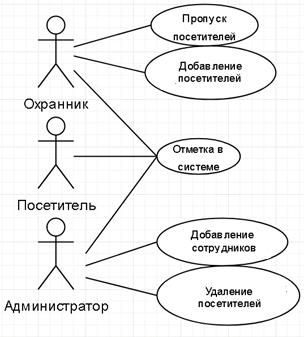 Пропуск
посетителей
Добавление
посетителей
Охранник
Отметка в
системе
Посетитель
Добавление
сотрудников
Удаление
посетителей
Администратор